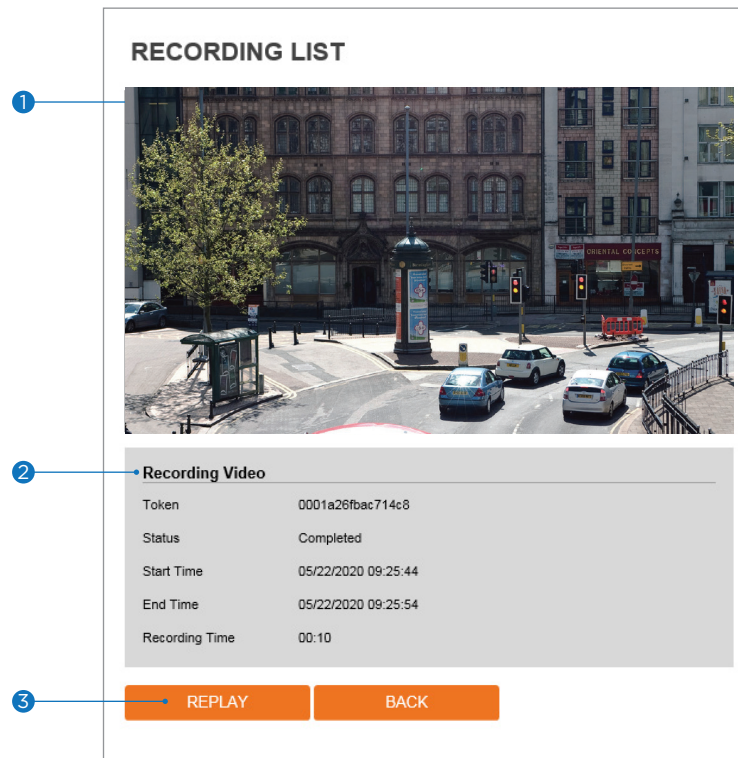 RECORDING LIST
1
ORIENTAL CONCEPTS
2
Recording Video
Token 0001a26fbac714c8
Status Completed
Start Time 05/22/2020 09:25:44
End Time 05/22/2020 09:25:54
Recording Time 00:10
3
REPLAY BACK